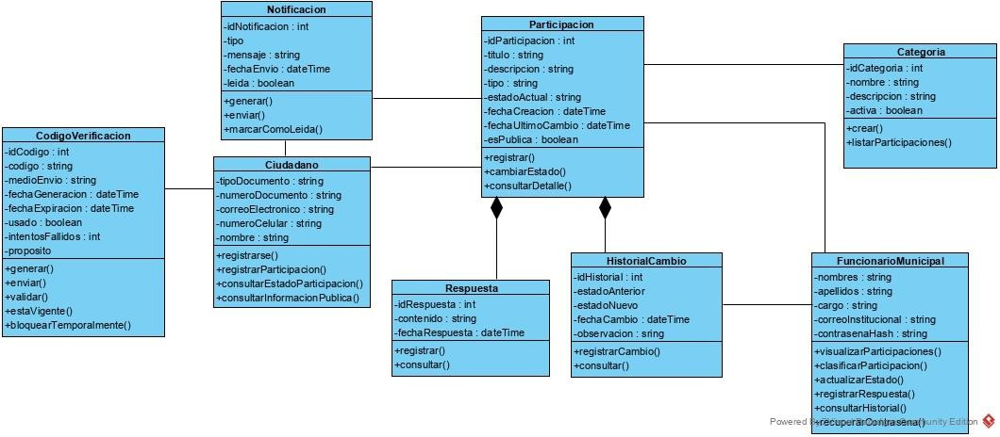 Notificacion
-idNotificacion : int
-tipo
-mensaje : string
-fechaEnvio : dateTime
-leida : boolean
+generar()
+enviar()
+marcarComoLeida()
Participacion
-idParticipacion : int
-titulo : string
-descripcion : string
-tipo : string
-estadoActual : string
-fechaCreacion : dateTime
-fechaUltimoCambio : dateTime
-esPublica : boolean
+registrar()
+cambiarEstado()
+consultarDetalle()
Categoria
-idCategoria : int
-nombre : string
-descripcion : string
-activa : boolean
+crear()
+listarParticipaciones()
CodigoVerificacion
-idCodigo : int
-codigo : string
-medioEnvio : string
-fechaGeneracion : dateTime
-fechaExpiracion : dateTime
-usado : boolean
-intentosFallidos : int
-proposito
+generar()
+enviar()
+validar()
+estaVigente()
+bloquearTemporalmente()
Ciudadano
-tipoDocumento : string
-numeroDocumento : string
-correoElectronico : string
-numeroCelular : string
-nombre : string
+registrarse()
+registrarParticipacion()
+consultarEstadoParticipacion()
+consultarInformacionPublica()
Respuesta
-idRespuesta : int
-contenido : string
-fechaRespuesta : dateTime
+registrar()
+consultar()
HistorialCambio
-idHistorial : int
-estadoAnterior
-estadoNuevo
-fechaCambio : dateTime
-observacion : sring
+registrarCambio()
+consultar()
FuncionarioMunicipal
-nombres : string
-apellidos : string
-cargo : string
-correoInstitucional : string
-contrasenaHash : string
+visualizarParticipaciones()
+clasificarParticipacion()
+actualizarEstado()
+registrarRespuesta()
+consultarHistorial()
+recuperarContrasena()
Powered By Visual Paradigm Community Edition